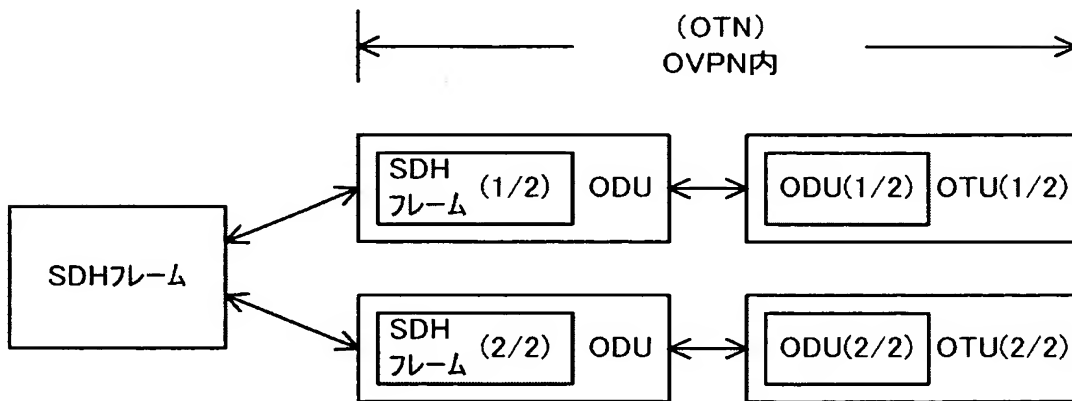 (OTN)
OVPN内
SDH
フレーム (1/2) ODU
ODU(1/2) OTU(1/2)
SDHフレーム
SDH
フレーム (2/2) ODU
ODU(2/2) OTU(2/2)